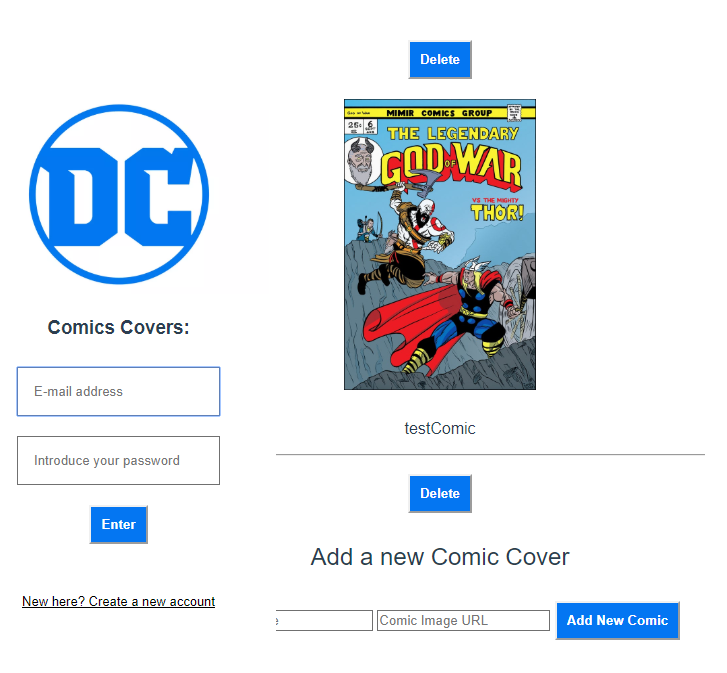 DC
Comics Covers:
E-mail address
Introduce your password
Enter
New here? Create a new account
Delete
MIMIR COMICS GROUP
25¢
6
THE LEGENDARY
GOD OF WAR
VS THE MIGHTY
THOR!
testComic
Delete
Add a new Comic Cover
e
Comic Image URL
Add New Comic